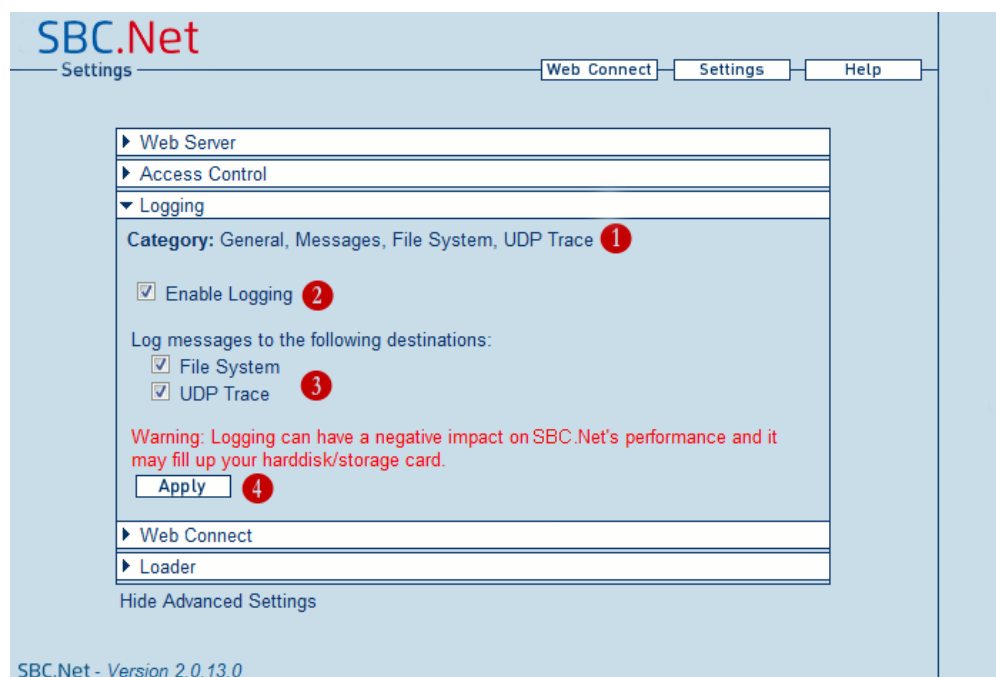 SBC.Net
Settings
Web Connect Settings Help
Web Server
Access Control
Logging
Category: General, Messages, File System, UDP Trace 1
Enable Logging 2
Log messages to the following destinations:
File System
UDP Trace 3
Warning: Logging can have a negative impact on SBC.Net's performance and it
may fill up your harddisk/storage card.
Apply 4
Web Connect
Loader
Hide Advanced Settings
SBC.Net - Version 2.0.13.0